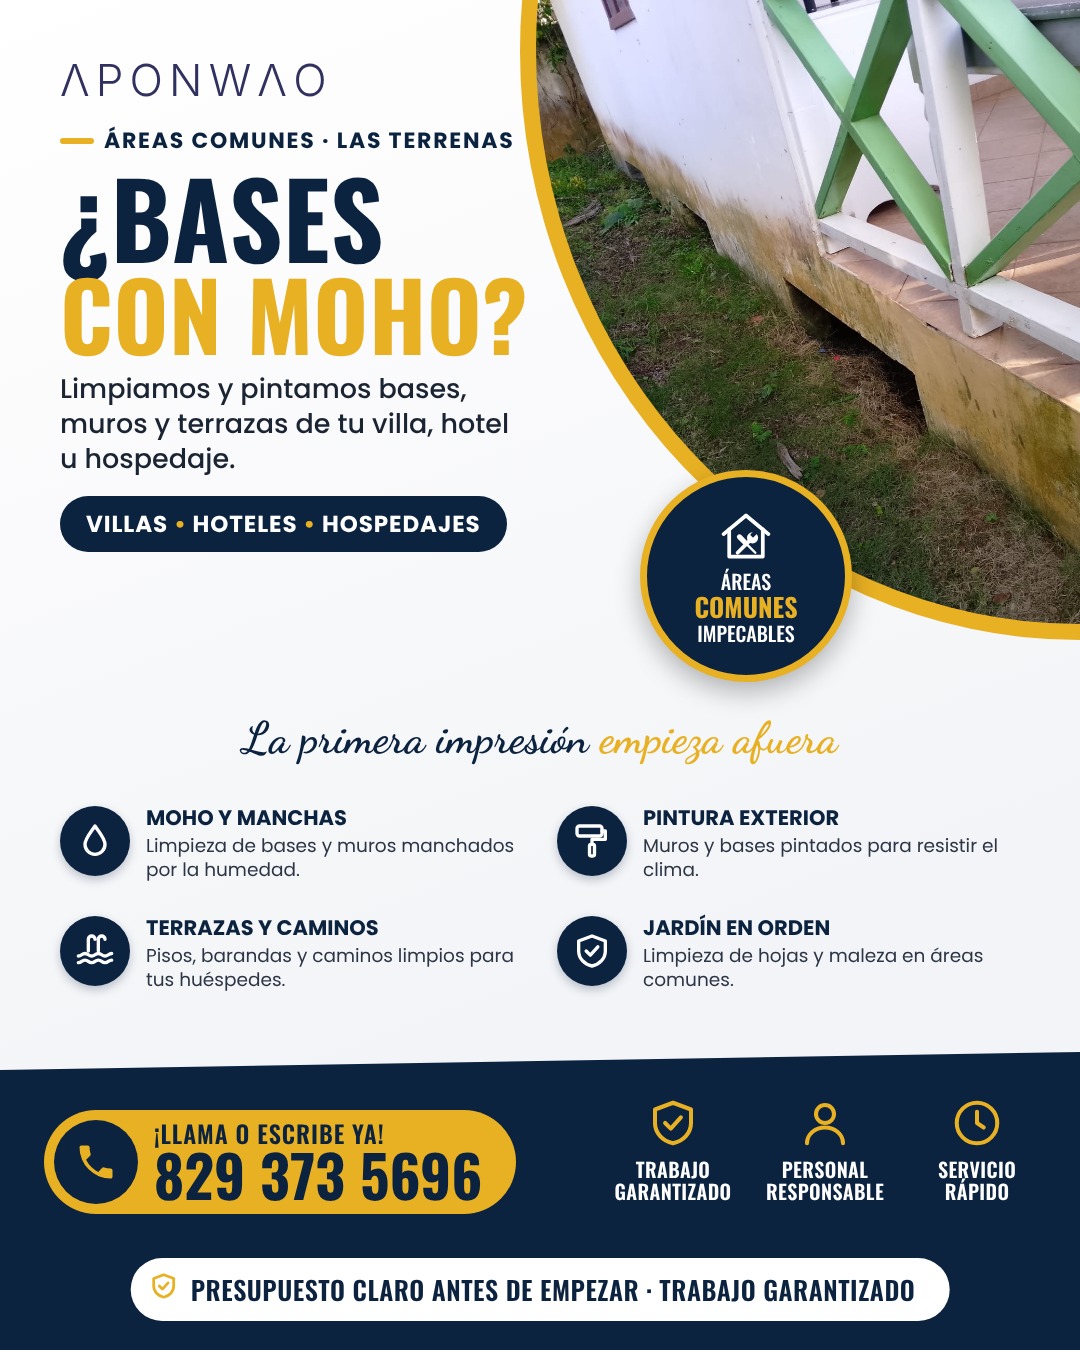 APONWAO
ÁREAS COMUNES · LAS TERRENAS
¿BASES
CON MOHO?
Limpiamos y pintamos bases,
muros y terrazas de tu villa, hotel
u hospedaje.
VILLAS • HOTELES • HOSPEDAJES
ÁREAS
COMUNES
IMPECABLES
La primera impresión empieza afuera
MOHO Y MANCHAS
Limpieza de bases y muros manchados
por la humedad.
PINTURA EXTERIOR
Muros y bases pintados para resistir el
clima.
TERRAZAS Y CAMINOS
Pisos, barandas y caminos limpios para
tus huéspedes.
JARDÍN EN ORDEN
Limpieza de hojas y maleza en áreas
comunes.
¡LLAMA O ESCRIBE YA!
829 373 5696
TRABAJO
GARANTIZADO
PERSONAL
RESPONSABLE
SERVICIO
RÁPIDO
PRESUPUESTO CLARO ANTES DE EMPEZAR · TRABAJO GARANTIZADO